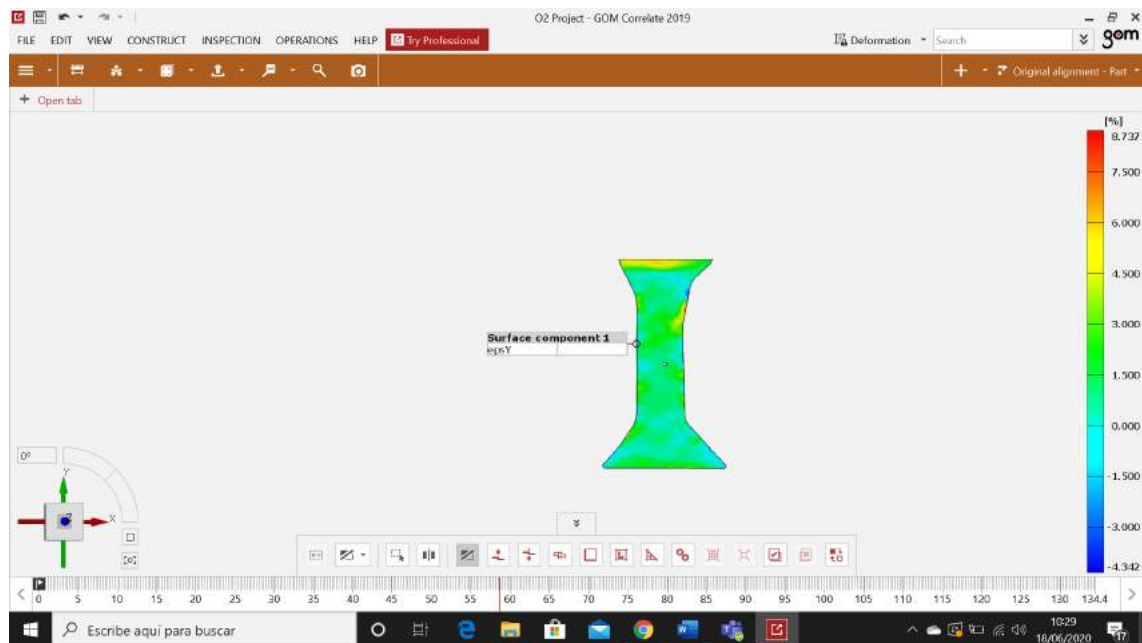 O2 Project - GOM Correlate 2019
FILE EDIT VIEW CONSTRUCT INSPECTION OPERATIONS HELP Try Professional
Deformation Search gom
Original alignment - Part
+ Open tab
[%]
8.737
7.500
6.000
4.500
3.000
1.500
0.000
-1.500
-3.000
-4.342
Surface component 1
epsY
0°
Y
X
Z
0 5 10 15 20 25 30 35 40 45 50 55 60 65 70 75 80 85 90 95 100 105 110 115 120 125 130 134.4
Escribe aquí para buscar
10:29
18/06/2020
17